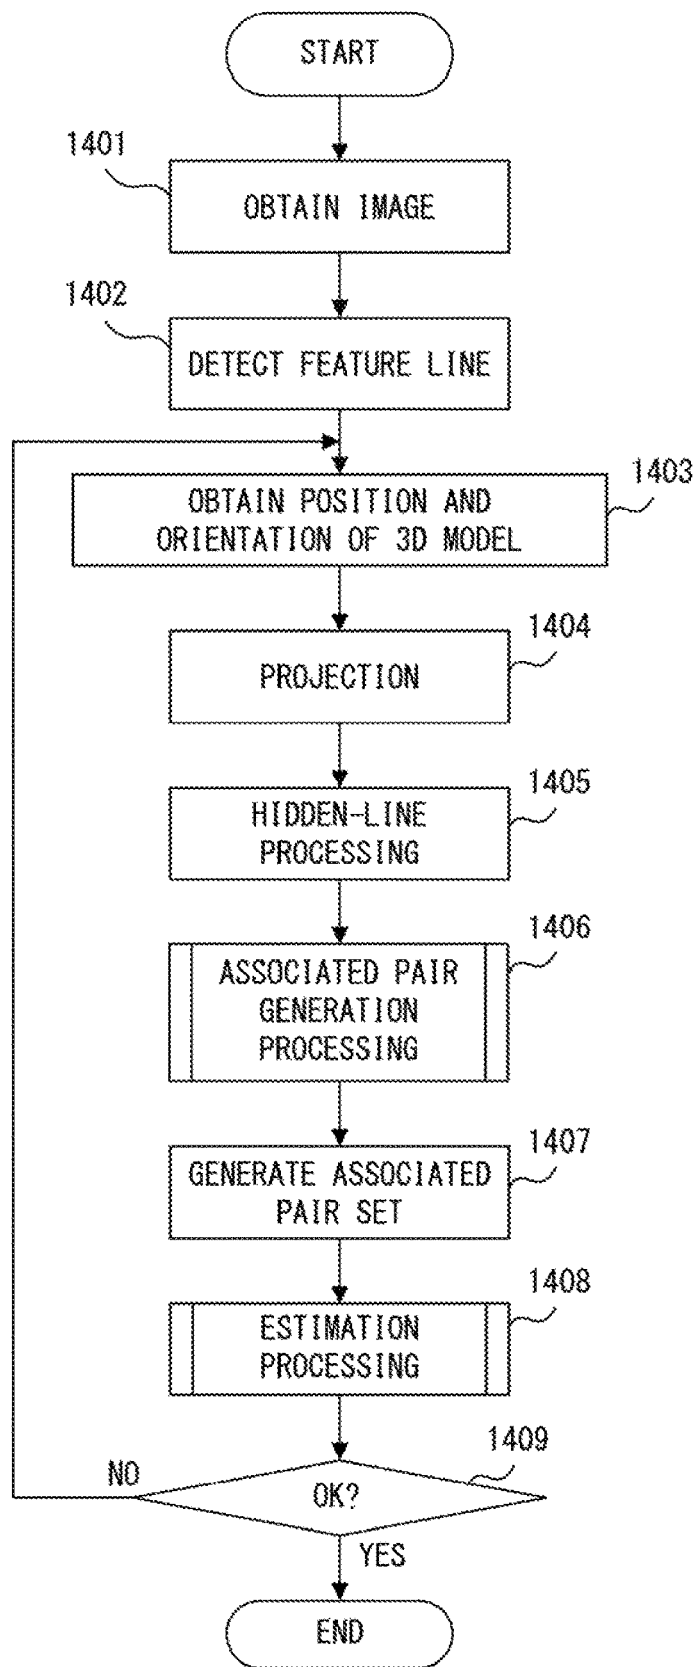 START
1401
OBTAIN IMAGE
1402
DETECT FEATURE LINE
1403
OBTAIN POSITION AND
ORIENTATION OF 3D MODEL
1404
PROJECTION
1405
HIDDEN-LINE
PROCESSING
1406
ASSOCIATED PAIR
GENERATION
PROCESSING
1407
GENERATE ASSOCIATED
PAIR SET
1408
ESTIMATION
PROCESSING
1409
NO
OK?
YES
END